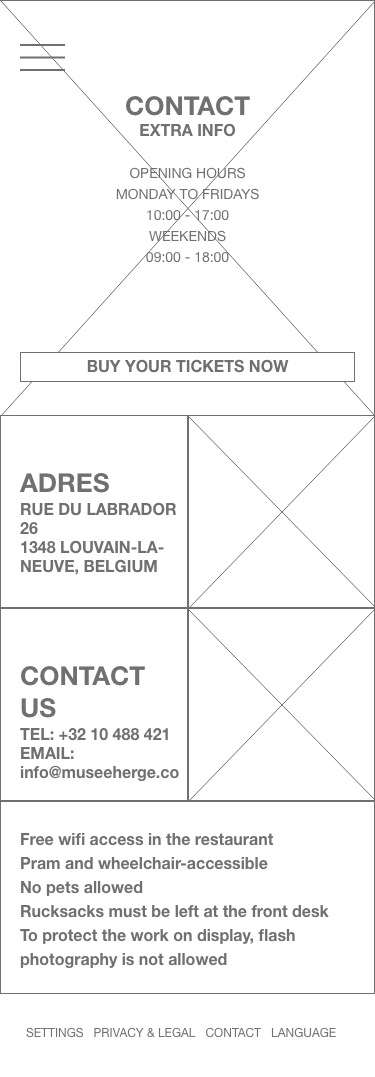 CONTACT
EXTRA INFO
OPENING HOURS
MONDAY TO FRIDAYS
10:00 - 17:00
WEEKENDS
09:00 - 18:00
BUY YOUR TICKETS NOW
ADRES
RUE DU LABRADOR
26
1348 LOUVAIN-LA-
NEUVE, BELGIUM
CONTACT
US
TEL: +32 10 488 421
EMAIL:
info@museeherge.co
Free wifi access in the restaurant
Pram and wheelchair-accessible
No pets allowed
Rucksacks must be left at the front desk
To protect the work on display, flash
photography is not allowed
SETTINGS PRIVACY & LEGAL CONTACT LANGUAGE